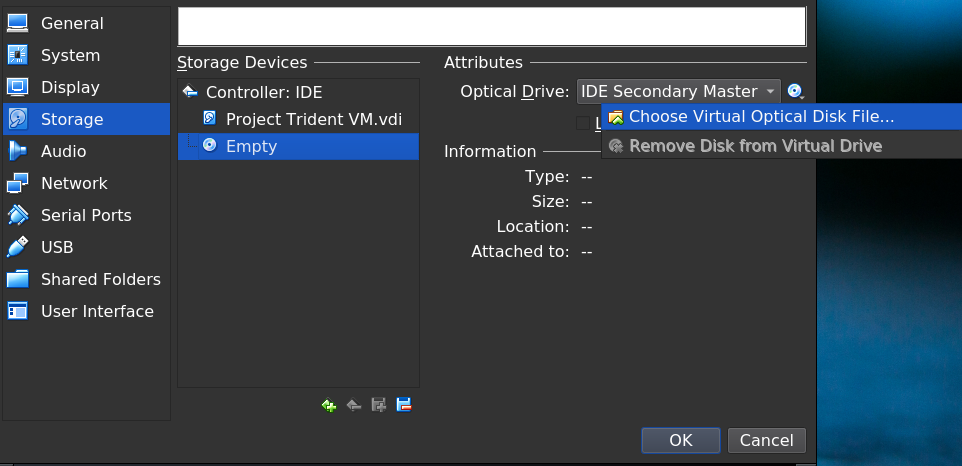 General
System
Display
Storage
Audio
Network
Serial Ports
USB
Shared Folders
User Interface
Storage Devices
Controller: IDE
Project Trident VM.vdi
Empty
Attributes
Optical Drive: IDE Secondary Master
Choose Virtual Optical Disk File...
Remove Disk from Virtual Drive
Information
Type: --
Size: --
Location: --
Attached to: --
OK
Cancel